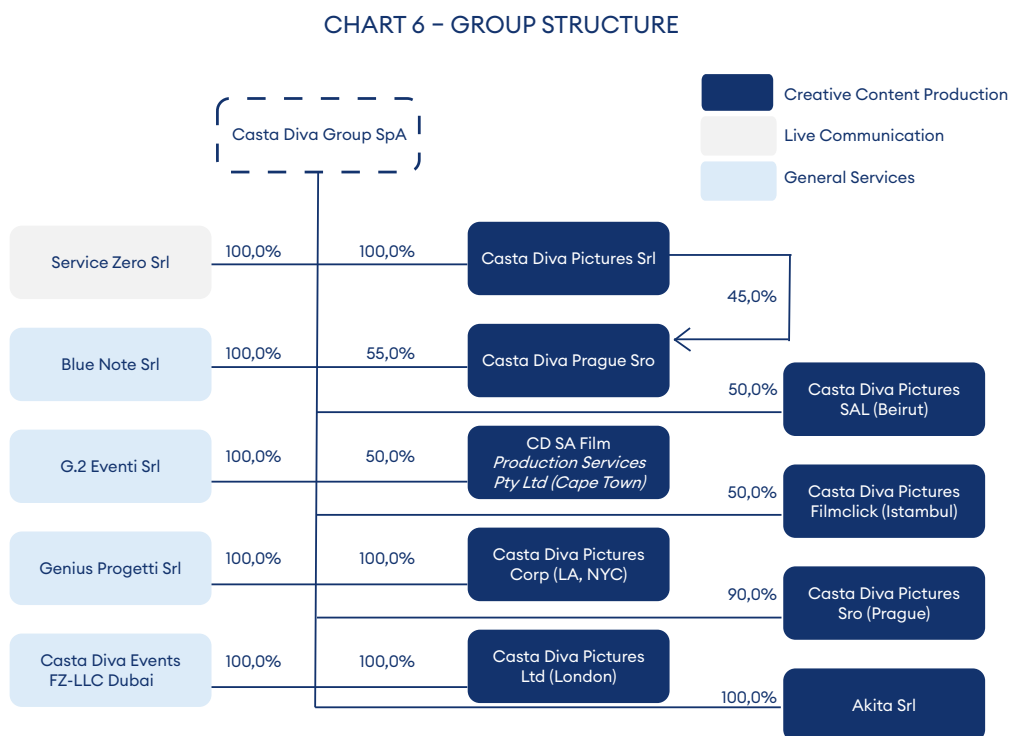 CHART 6 – GROUP STRUCTURE
Creative Content Production
Casta Diva Group SpA
Live Communication
General Services
Service Zero Srl
100,0%
100,0%
Casta Diva Pictures Srl
45,0%
Blue Note Srl
100,0%
55,0%
Casta Diva Prague Sro
50,0%
Casta Diva Pictures
SAL (Beirut)
G.2 Eventi Srl
100,0%
50,0%
CD SA Film
Production Services
Pty Ltd (Cape Town)
50,0%
Casta Diva Pictures
Filmclick (Istambul)
Genius Progetti Srl
100,0%
100,0%
Casta Diva Pictures
Corp (LA, NYC)
90,0%
Casta Diva Pictures
Sro (Prague)
Casta Diva Events
FZ-LLC Dubai
100,0%
100,0%
Casta Diva Pictures
Ltd (London)
100,0%
Akita Srl